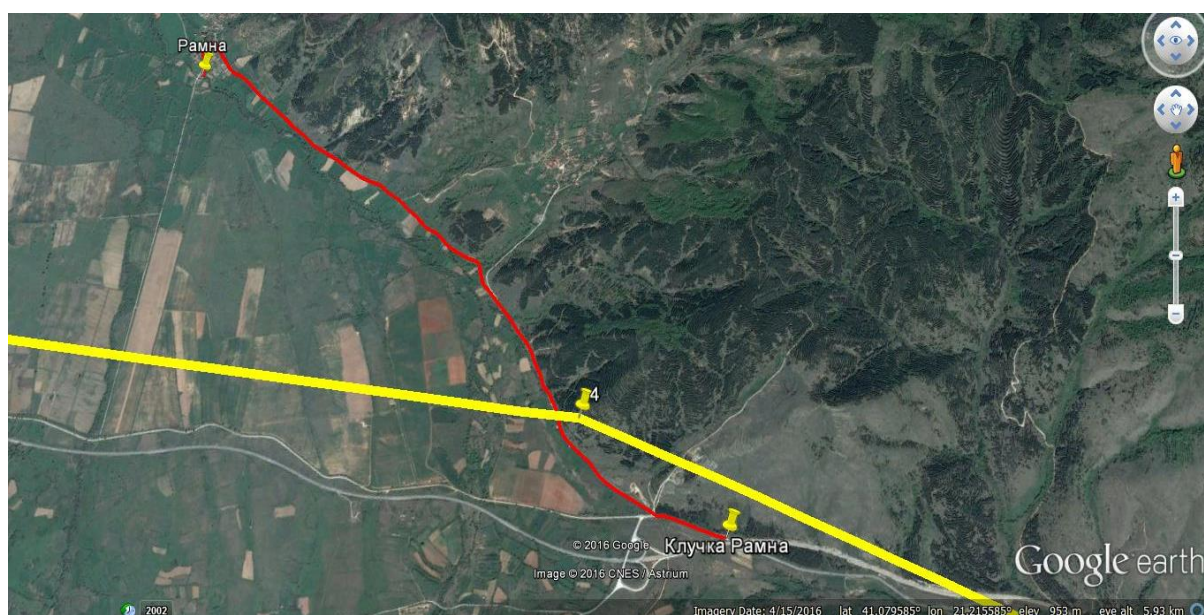 Рамна
4
Клучка Рамна
© 2016 Google
Image © 2016 CNES / Astrium
Google earth
2002
Imagery Date: 4/15/2016 lat 41.079585° lon 21.215585° elev 953 m eye alt 5.93 km